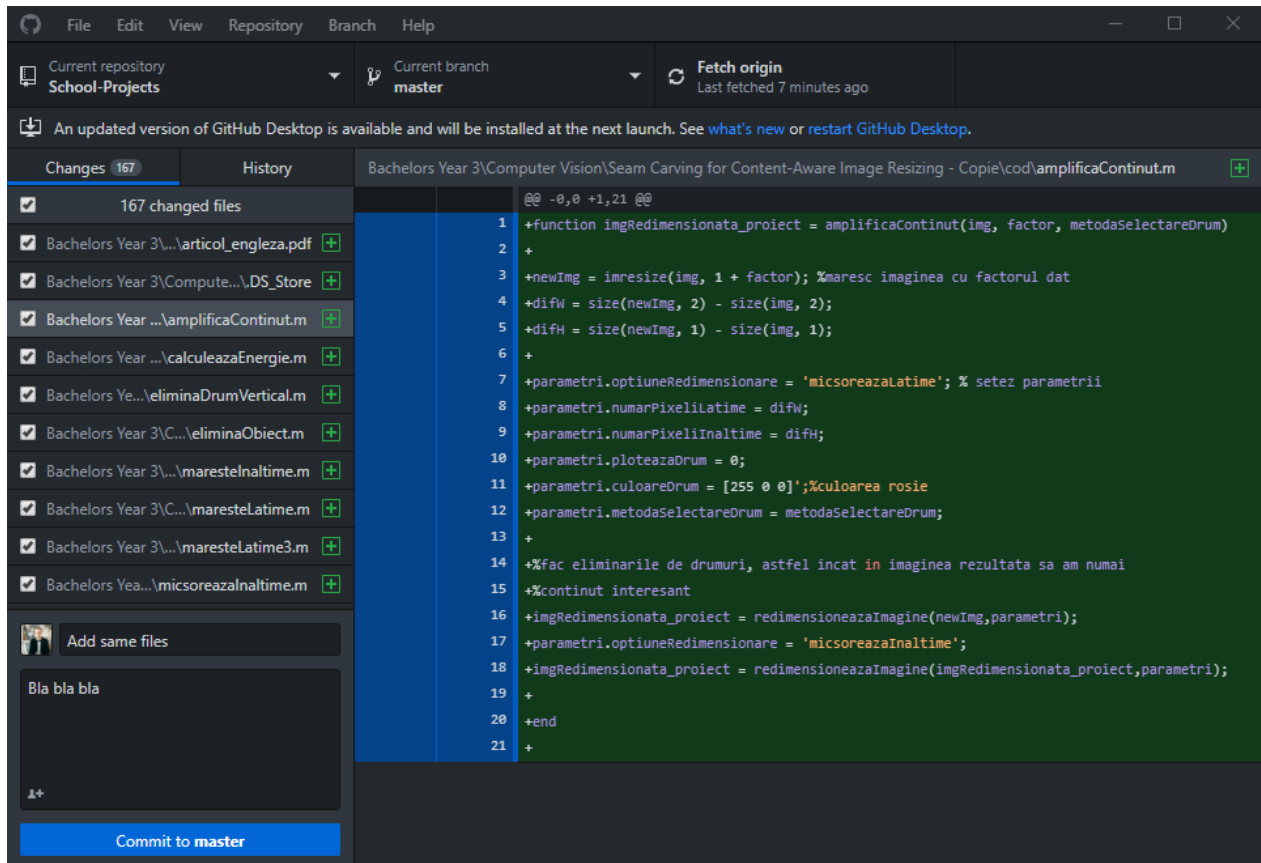 File Edit View Repository Branch Help
Current repository
School-Projects
Current branch
master
Fetch origin
Last fetched 7 minutes ago
An updated version of GitHub Desktop is available and will be installed at the next launch. See what's new or restart GitHub Desktop.
Changes 167
History
167 changed files
Bachelors Year 3\...\articol_engleza.pdf
Bachelors Year 3\Compute...\.DS_Store
Bachelors Year ...\amplificaContinut.m
Bachelors Year ...\calculeazaEnergie.m
Bachelors Ye...\eliminaDrumVertical.m
Bachelors Year 3\C...\eliminaObiect.m
Bachelors Year 3\...\maresteInaltime.m
Bachelors Year 3\C...\maresteLatime.m
Bachelors Year 3\...\maresteLatime3.m
Bachelors Yea...\micsoreazaInaltime.m
Add same files
Bla bla bla
Commit to master
Bachelors Year 3\Computer Vision\Seam Carving for Content-Aware Image Resizing - Copie\cod\amplificaContinut.m
@@ -0,0 +1,21 @@
1 +function imgRedimensionata_proiect = amplificaContinut(img, factor, metodaSelectareDrum)
2 +
3 +newImg = imresize(img, 1 + factor); %maresc imaginea cu factorul dat
4 +difW = size(newImg, 2) - size(img, 2);
5 +difH = size(newImg, 1) - size(img, 1);
6 +
7 +parametri.optiuneRedimensionare = 'micsoreazaLatime'; % setez parametrii
8 +parametri.numarPixeliLatime = difW;
9 +parametri.numarPixeliInaltime = difH;
10 +parametri.ploteazaDrum = 0;
11 +parametri.culoareDrum = [255 0 0]';%culoarea rosie
12 +parametri.metodaSelectareDrum = metodaSelectareDrum;
13 +
14 +%fac eliminarile de drumuri, astfel incat in imaginea rezultata sa am numai
15 +%continut interesant
16 +imgRedimensionata_proiect = redimensioneazaImagine(newImg,parametri);
17 +parametri.optiuneRedimensionare = 'micsoreazaInaltime';
18 +imgRedimensionata_proiect = redimensioneazaImagine(imgRedimensionata_proiect,parametri);
19 +
20 +end
21 +